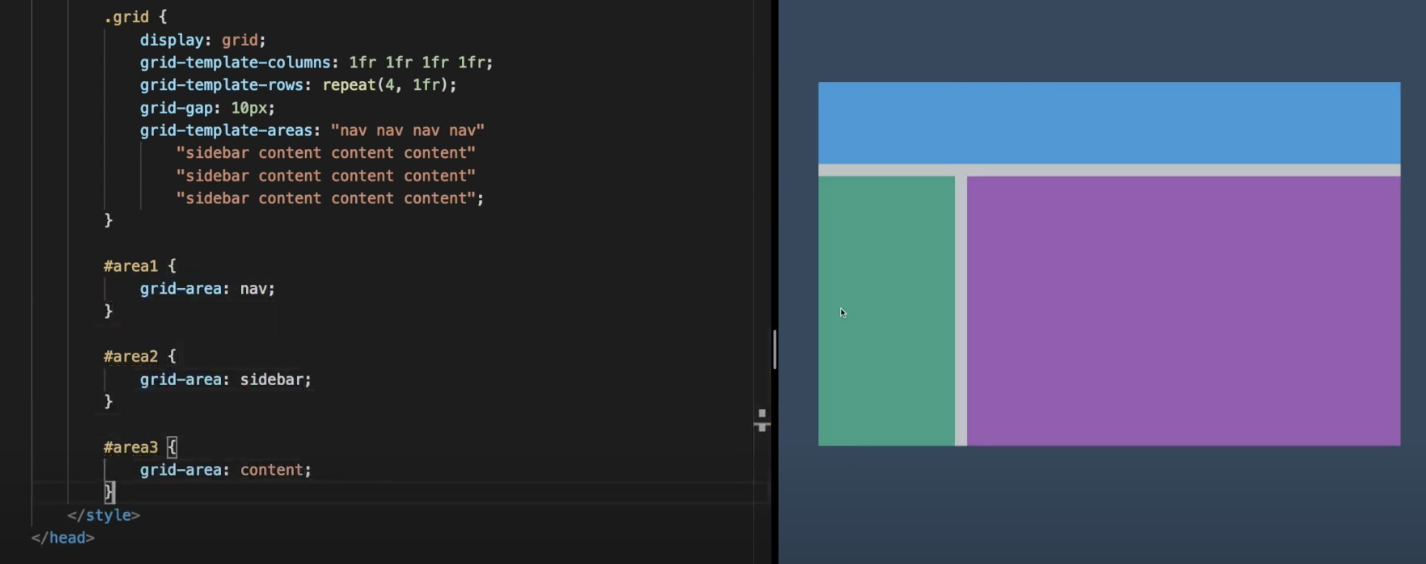 .grid {
display: grid;
grid-template-columns: 1fr 1fr 1fr 1fr;
grid-template-rows: repeat(4, 1fr);
grid-gap: 10px;
grid-template-areas: "nav nav nav nav"
"sidebar content content content"
"sidebar content content content"
"sidebar content content content";
}
#area1 {
grid-area: nav;
}
#area2 {
grid-area: sidebar;
}
#area3 {
grid-area: content;
}
</style>
</head>